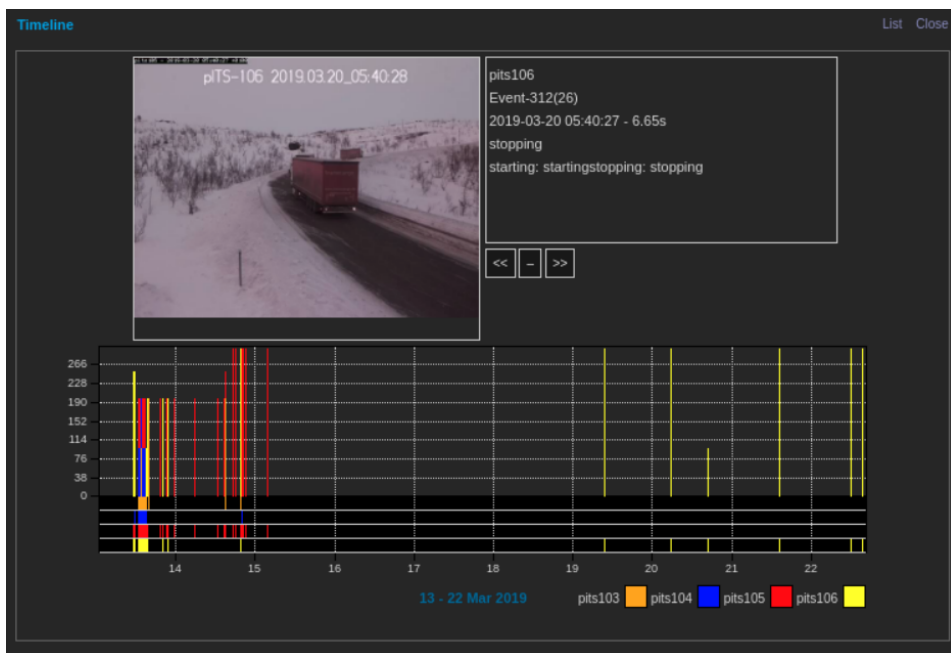 Timeline
List Close
pITS-106 2019.03.20_05:40:28
pits106
Event-312(26)
2019-03-20 05:40:27 - 6.65s
stopping
starting: startingstopping: stopping
<< – >>
266
228
190
152
114
76
38
0
14 15 16 17 18 19 20 21 22
13 - 22 Mar 2019 pits103 pits104 pits105 pits106